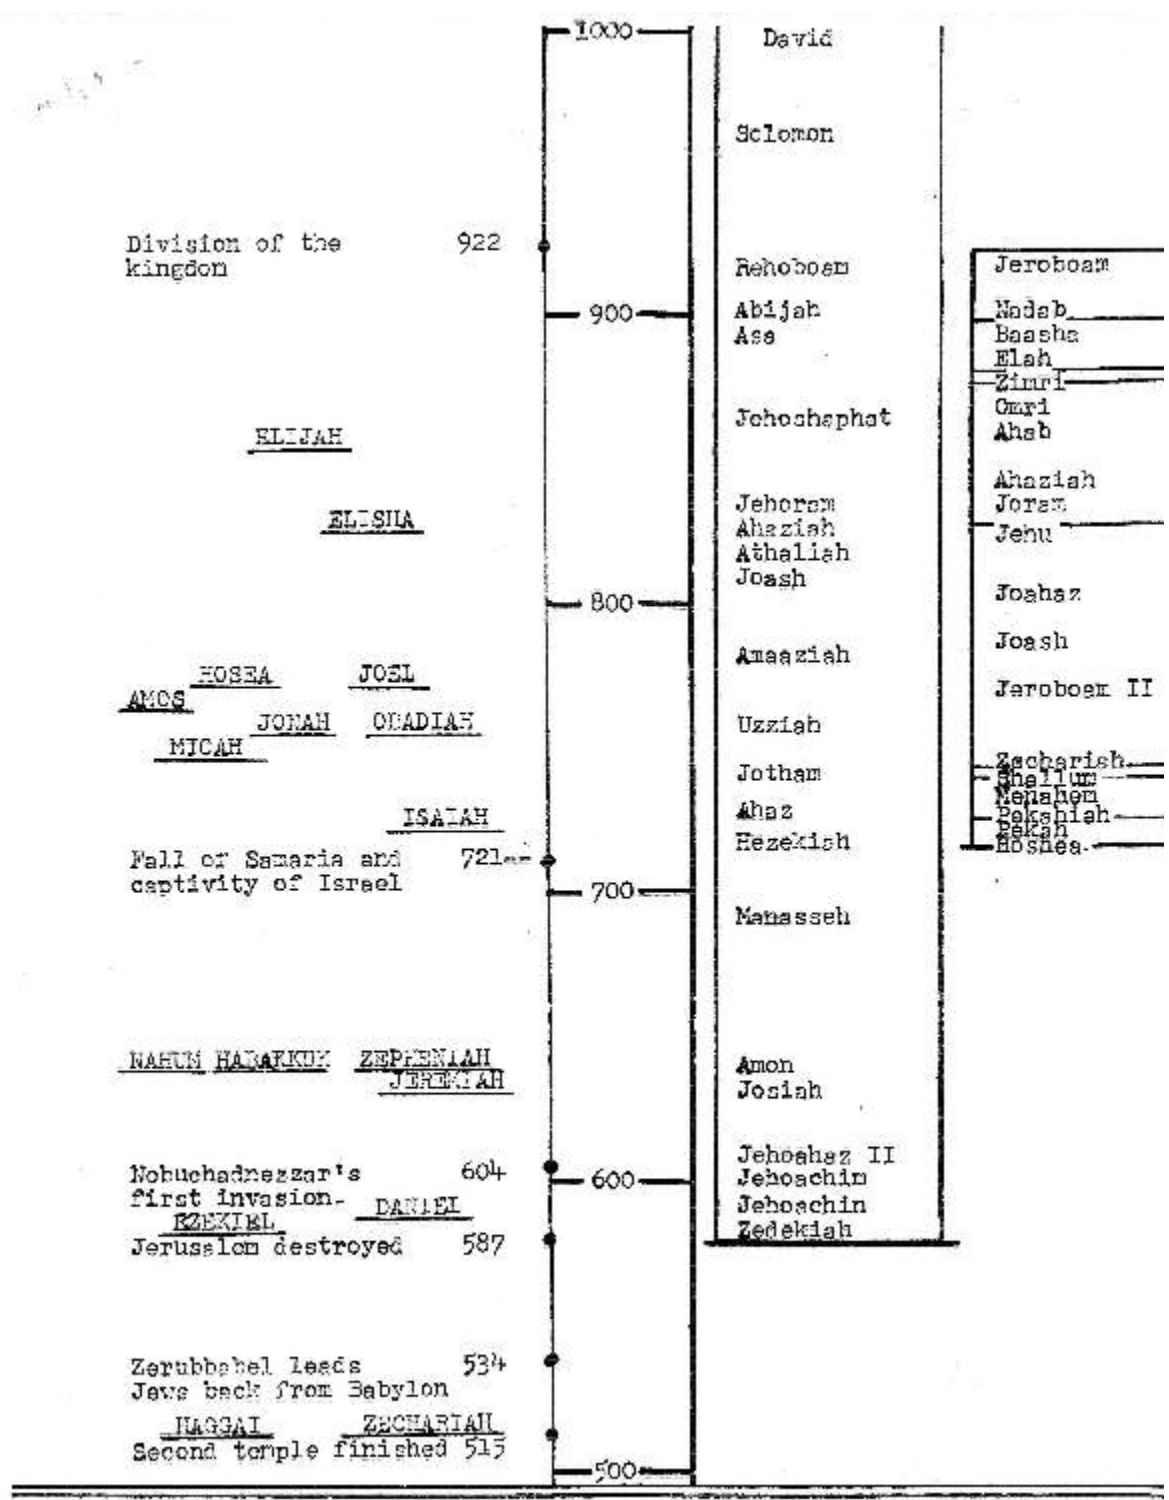 1000 David
Solomon
Division of the 922
kingdom
Rehoboam Jeroboam
900 Abijah Nadab
Asa Baasha
Elah
Zimri
Omri
Jehoshaphat Ahab
ELIJAH
Ahaziah
Jehoram Joram
ELISHA Ahaziah Jehu
Athaliah
Joash
800 Joahaz
Joash
Amaaziah
HOSEA JOEL
AMOS Jeroboam II
JONAH OBADIAH Uzziah
MICAH
Zachariah
Jotham Shallum
Menahem
ISAIAH Ahaz Pekahiah
Pekah
Hezekiah Hoshea
Fall of Samaria and 721
captivity of Israel
700
Manasseh
NAHUM HABAKKUK ZEPHENIAH Amon
JEREMIAH Josiah
Jehoahaz II
Nebuchadnezzar's 604
600 Jehoachim
first invasion.
DANIEL Jehoachin
EZEKIEL Zedekiah
Jerusalem destroyed 587
Zerubbabel leads 534
Jews back from Babylon
HAGGAI ZECHARIAH
Second temple finished 515
500